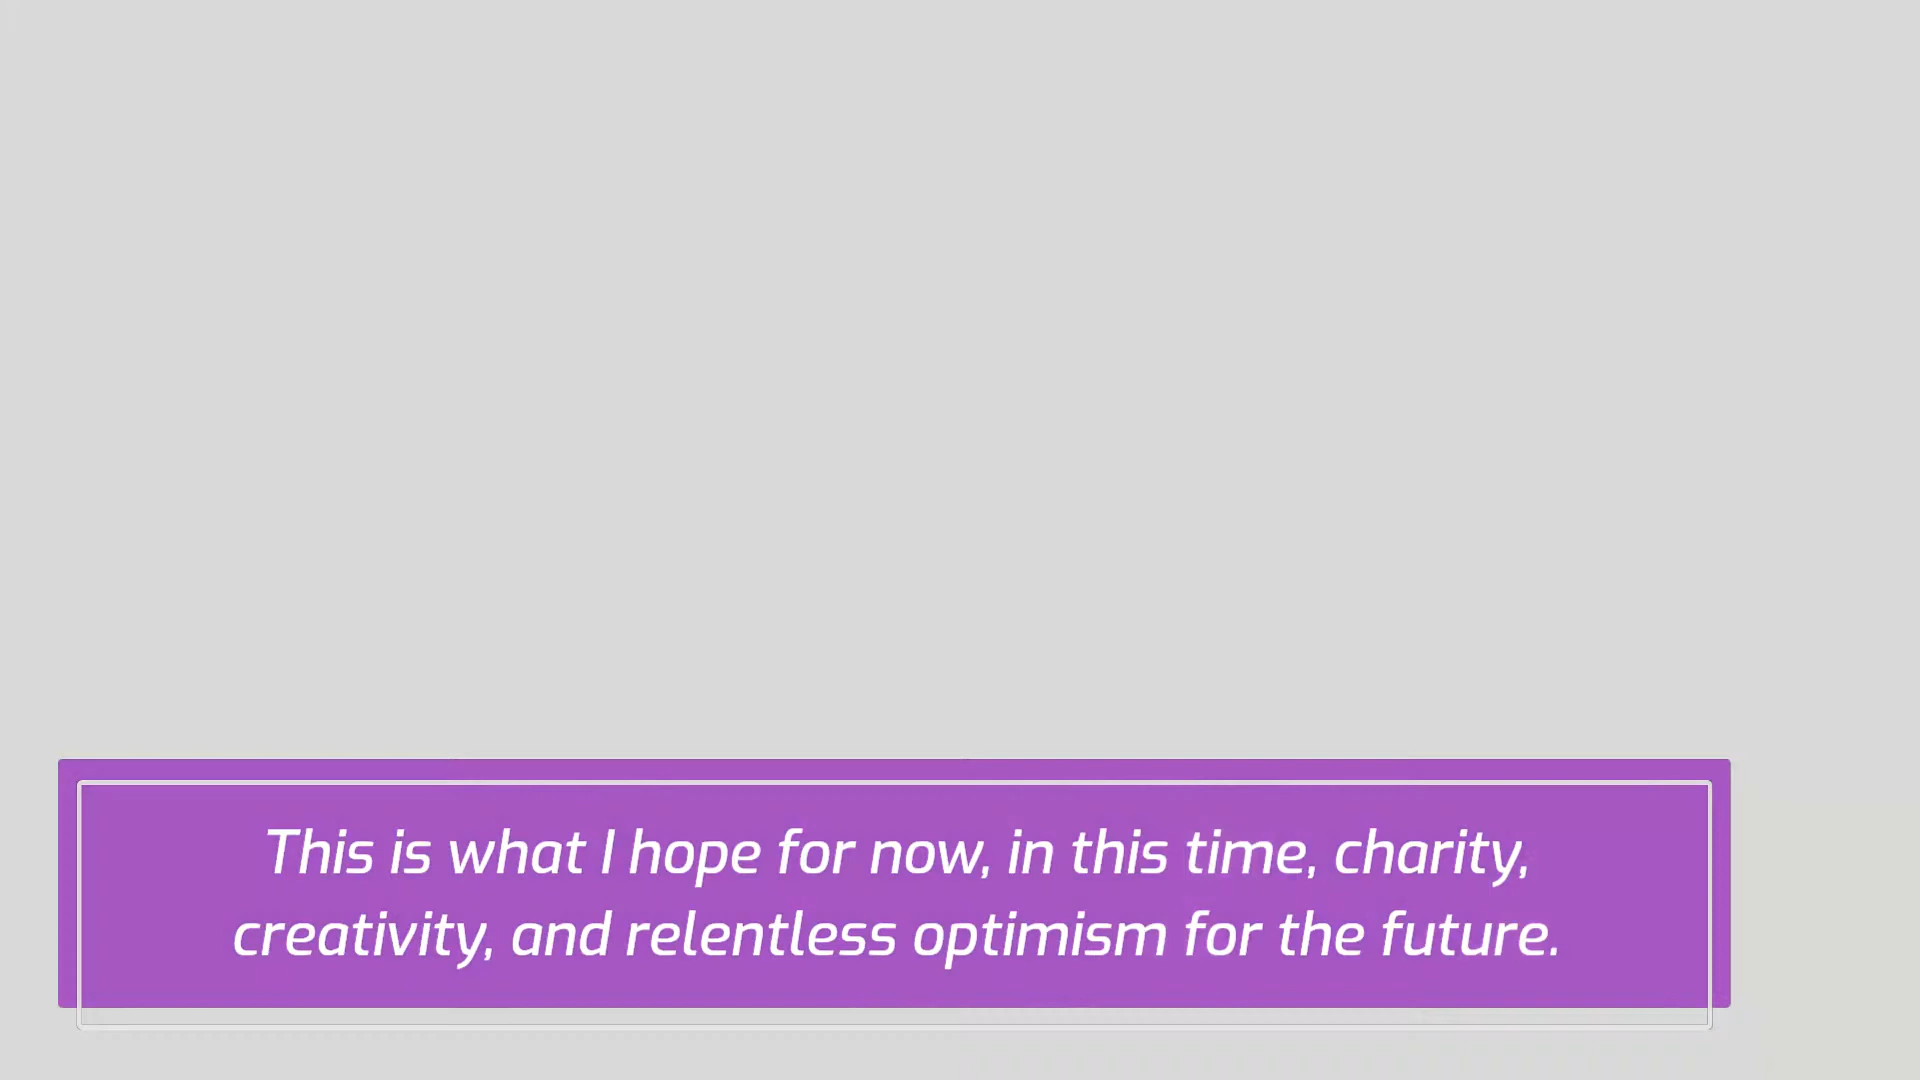 This is what I hope for now, in this time, charity,
creativity, and relentless optimism for the future.